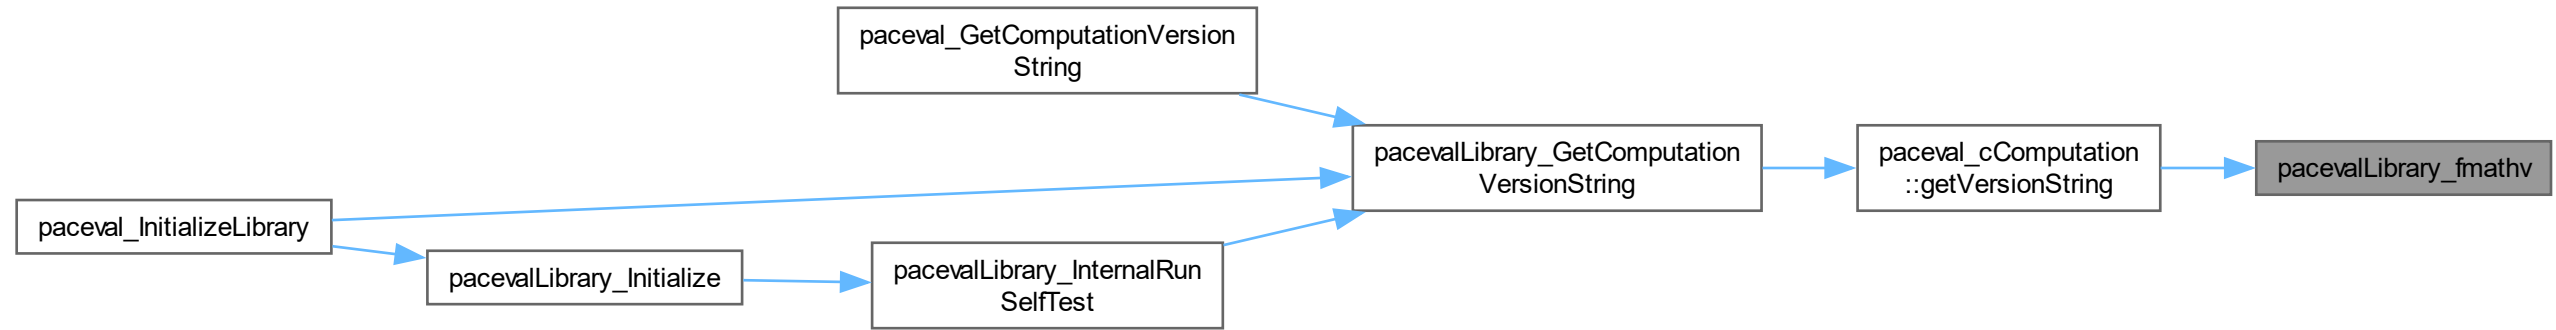 paceval_GetComputationVersion
String
pacevalLibrary_GetComputation
VersionString
paceval_cComputation
::getVersionString
pacevalLibrary_fmathv
paceval_InitializeLibrary
pacevalLibrary_Initialize
pacevalLibrary_InternalRun
SelfTest